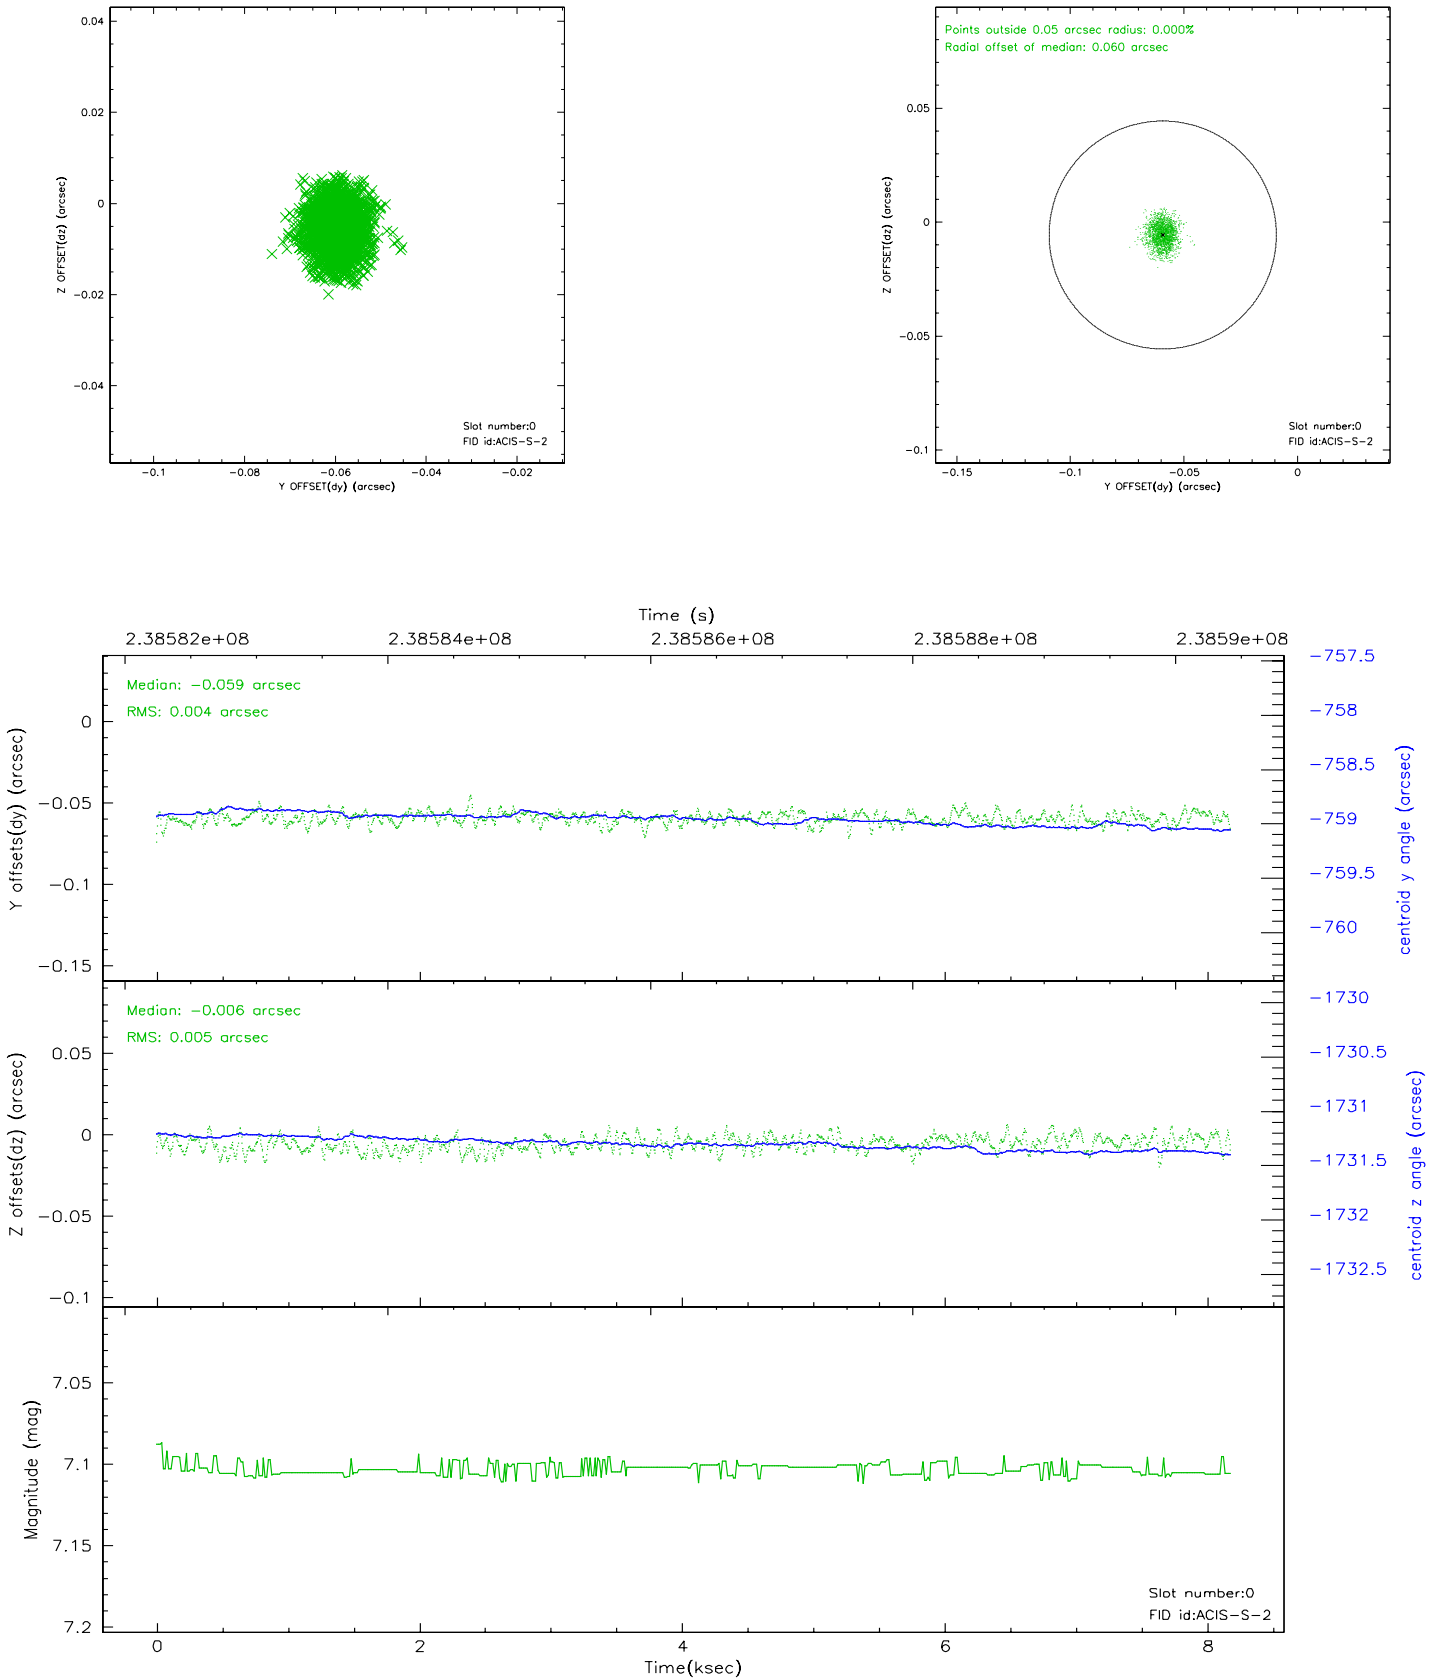 0.04
0.02
0
-0.02
-0.04
Z OFFSET(dz) (arcsec)
Slot number:0
FID id:ACIS-S-2
-0.1 -0.08 -0.06 -0.04 -0.02
Y OFFSET(dy) (arcsec)
Points outside 0.05 arcsec radius: 0.000%
Radial offset of median: 0.060 arcsec
0.05
0
-0.05
-0.1
Z OFFSET(dz) (arcsec)
Slot number:0
FID id:ACIS-S-2
-0.15 -0.1 -0.05 0
Y OFFSET(dy) (arcsec)
Time (s)
2.38582e+08 2.38584e+08 2.38586e+08 2.38588e+08 2.3859e+08
Median: -0.059 arcsec
RMS: 0.004 arcsec
0
-0.05
-0.1
-0.15
Y offsets(dy) (arcsec)
-757.5
-758
-758.5
-759
-759.5
-760
centroid y angle (arcsec)
Median: -0.006 arcsec
RMS: 0.005 arcsec
0.05
0
-0.05
-0.1
Z offsets(dz) (arcsec)
-1730
-1730.5
-1731
-1731.5
-1732
-1732.5
centroid z angle (arcsec)
7.05
7.1
7.15
7.2
Magnitude (mag)
Slot number:0
FID id:ACIS-S-2
0 2 4 6 8
Time(ksec)